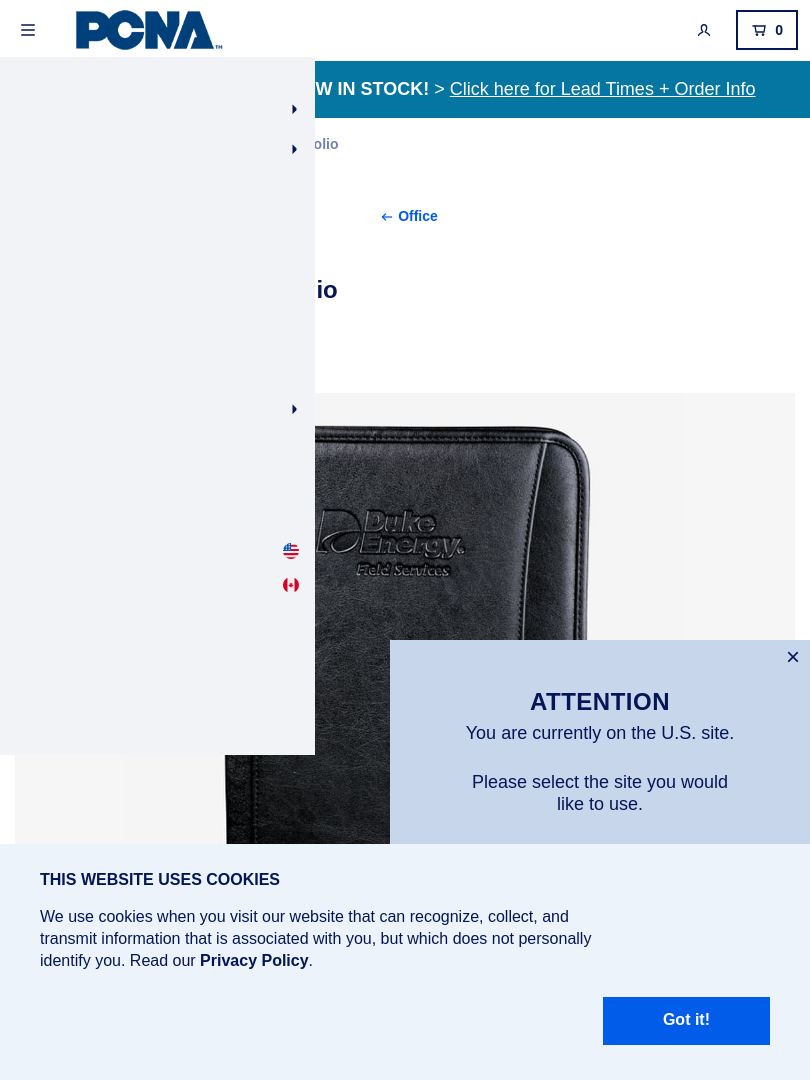 PCNA™
0
W IN STOCK! > Click here for Lead Times + Order Info
olio
← Office
io
Duke
Energy®
Field Services
×
ATTENTION
You are currently on the U.S. site.
Please select the site you would
like to use.
THIS WEBSITE USES COOKIES
We use cookies when you visit our website that can recognize, collect, and
transmit information that is associated with you, but which does not personally
identify you. Read our Privacy Policy.
Got it!